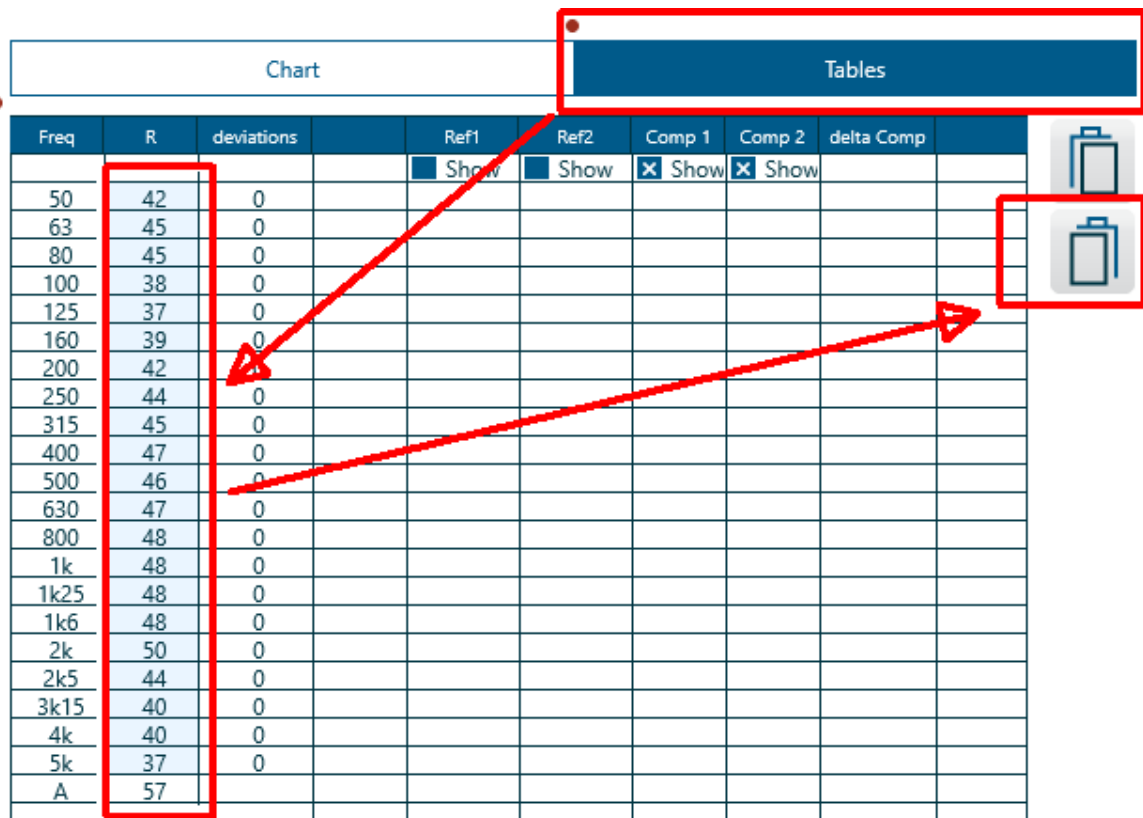 Chart Tables
Freq R deviations Ref1 Ref2 Comp 1 Comp 2 delta Comp
Show Show Show Show
50 42 0
63 45 0
80 45 0
100 38 0
125 37 0
160 39 0
200 42
250 44 0
315 45 0
400 47 0
500 46 0
630 47 0
800 48 0
1k 48 0
1k25 48 0
1k6 48 0
2k 50 0
2k5 44 0
3k15 40 0
4k 40 0
5k 37 0
A 57